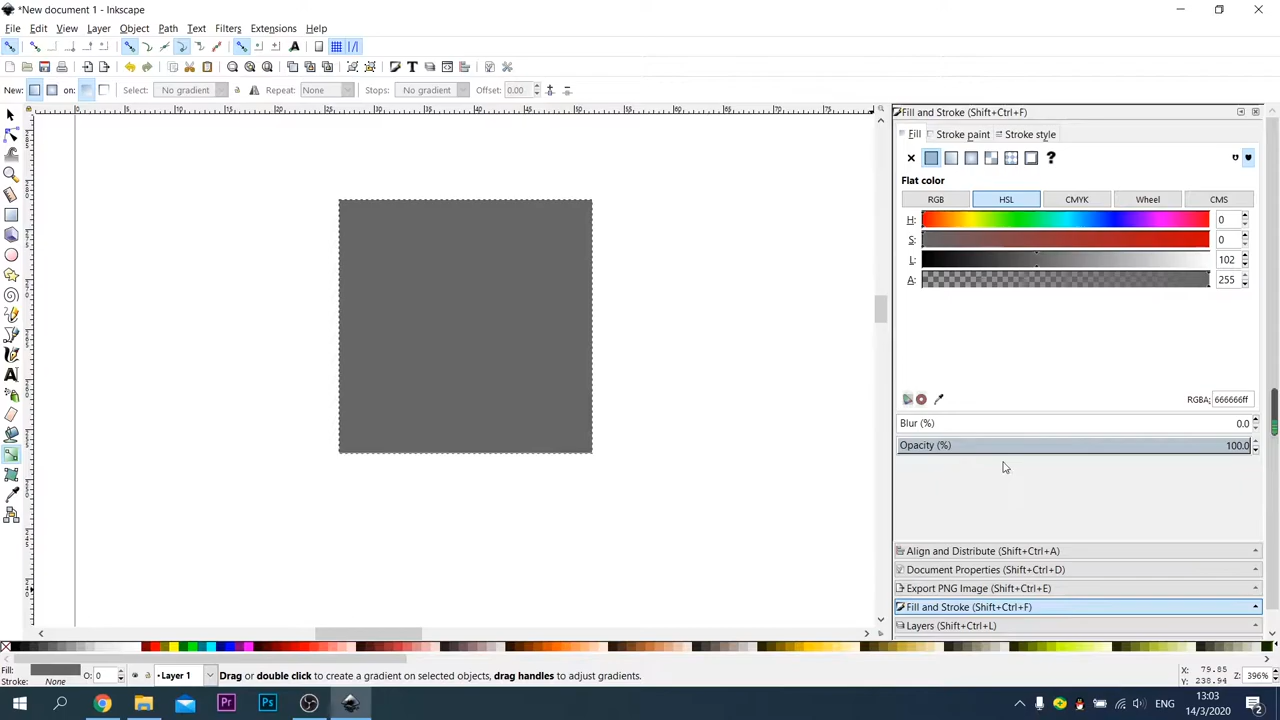 *New document 1 - Inkscape
File Edit View Layer Object Path Text Filters Extensions Help
New: on: Select: No gradient Repeat: None Stops: No gradient Offset: 0.00
Fill and Stroke (Shift+Ctrl+F)
Fill Stroke paint Stroke style
Flat color
RGB HSL CMYK Wheel CMS
H: 0
S: 0
L: 102
A: 255
RGBA: 666666ff
Blur (%) 0.0
Opacity (%) 100.0
Align and Distribute (Shift+Ctrl+A)
Document Properties (Shift+Ctrl+D)
Export PNG Image (Shift+Ctrl+E)
Fill and Stroke (Shift+Ctrl+F)
Layers (Shift+Ctrl+L)
Fill: O: 0 Layer 1 Drag or double click to create a gradient on selected objects, drag handles to adjust gradients. X: 79.85 Z: 396%
Stroke: None Y: 238.94
Pr Ps ENG 13:03
14/3/2020 2